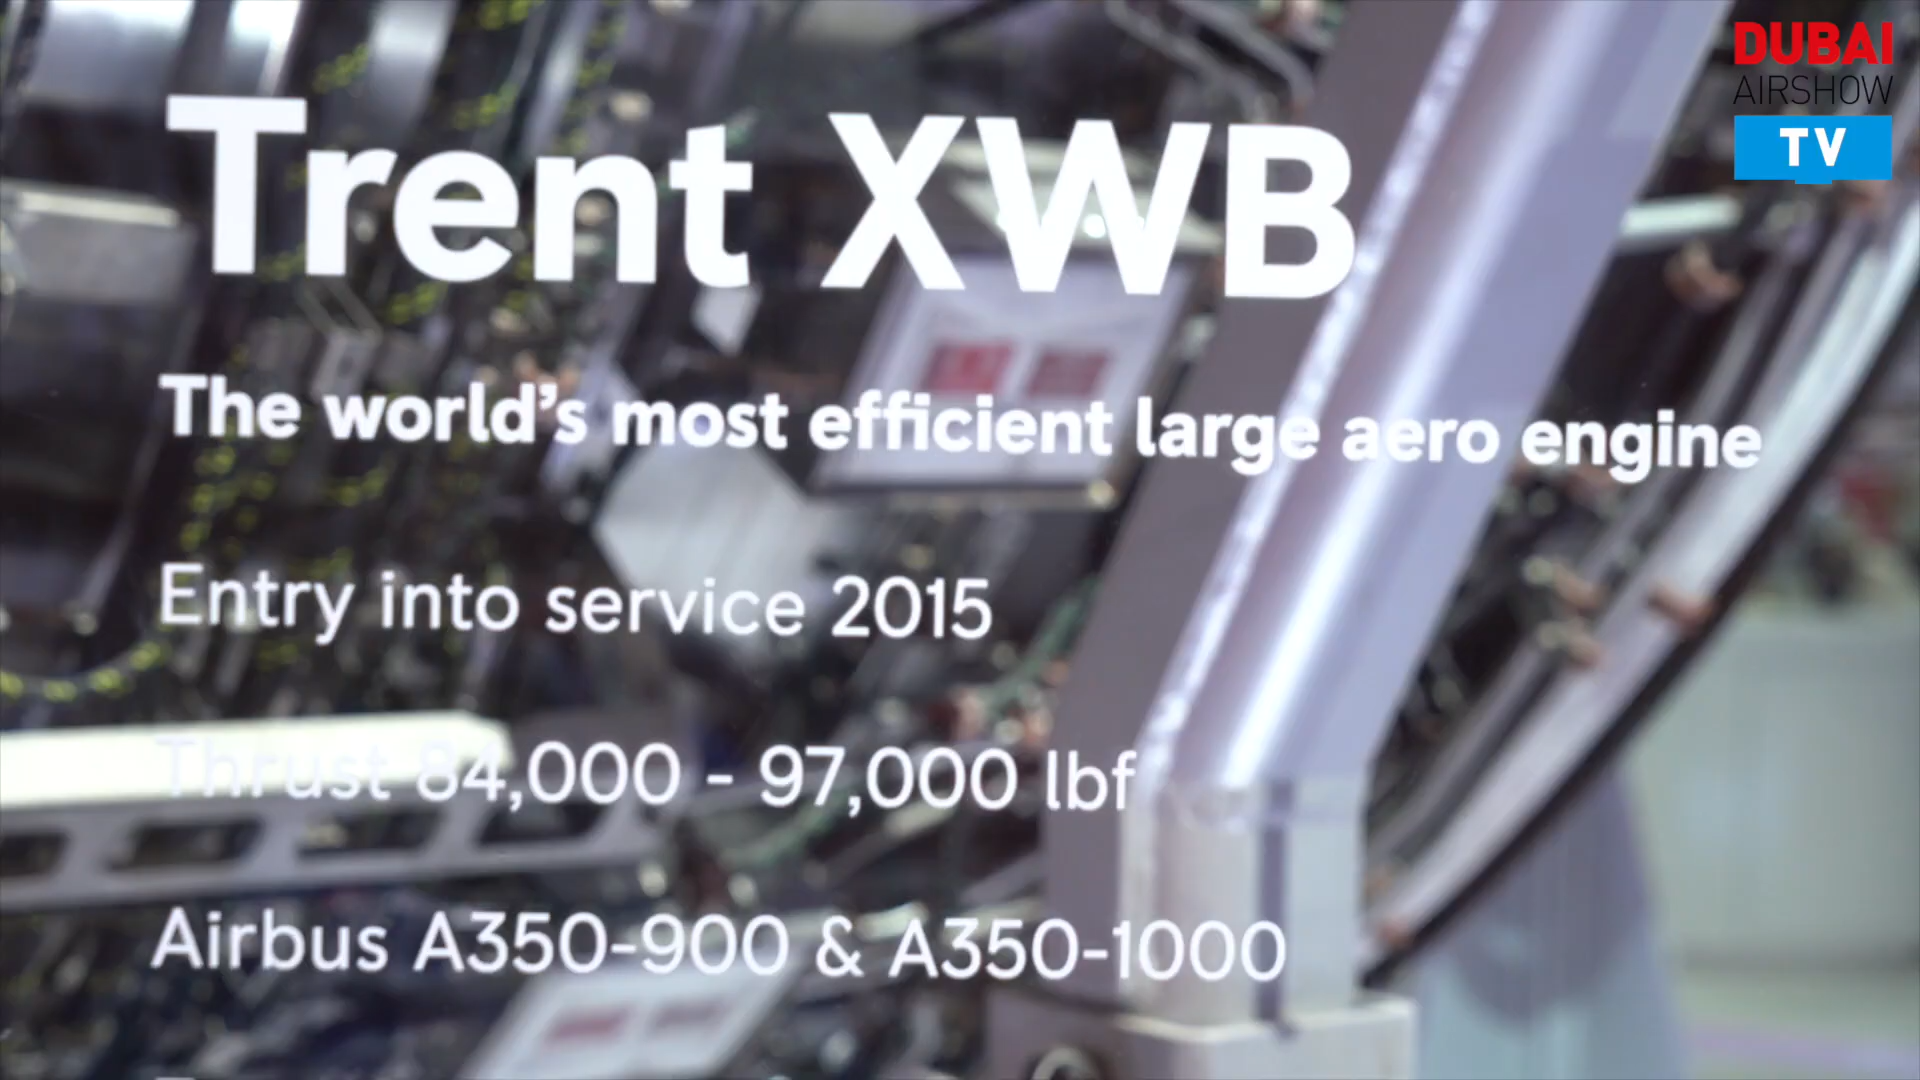 Trent XWB
The world's most efficient large aero engine
Entry into service 2015
Thrust 84,000 - 97,000 lbf
Airbus A350-900 & A350-1000
DUBAI
AIRSHOW
TV